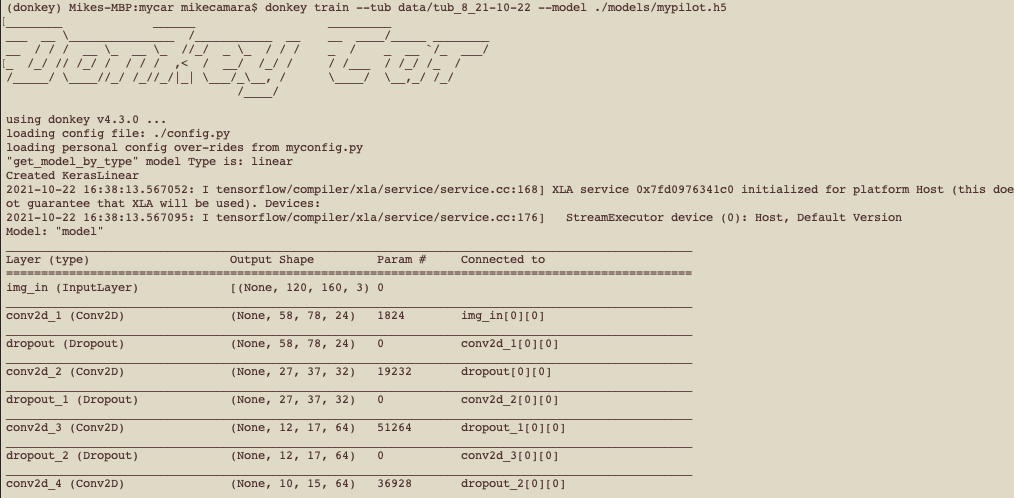 (donkey) Mikes-MBP:mycar mikecamara$ donkey train --tub data/tub_8_21-10-22 --model ./models/mypilot.h5
Donkey Car
using donkey v4.3.0 ...
loading config file: ./config.py
loading personal config over-rides from myconfig.py
"get_model_by_type" model Type is: linear
Created KerasLinear
2021-10-22 16:38:13.567052: I tensorflow/compiler/xla/service/service.cc:168] XLA service 0x7fd0976341c0 initialized for platform Host (this doe
ot guarantee that XLA will be used). Devices:
2021-10-22 16:38:13.567095: I tensorflow/compiler/xla/service/service.cc:176]   StreamExecutor device (0): Host, Default Version
Model: "model"
Layer (type) Output Shape Param # Connected to
img_in (InputLayer) [(None, 120, 160, 3) 0
conv2d_1 (Conv2D) (None, 58, 78, 24) 1824 img_in[0][0]
dropout (Dropout) (None, 58, 78, 24) 0 conv2d_1[0][0]
conv2d_2 (Conv2D) (None, 27, 37, 32) 19232 dropout[0][0]
dropout_1 (Dropout) (None, 27, 37, 32) 0 conv2d_2[0][0]
conv2d_3 (Conv2D) (None, 12, 17, 64) 51264 dropout_1[0][0]
dropout_2 (Dropout) (None, 12, 17, 64) 0 conv2d_3[0][0]
conv2d_4 (Conv2D) (None, 10, 15, 64) 36928 dropout_2[0][0]